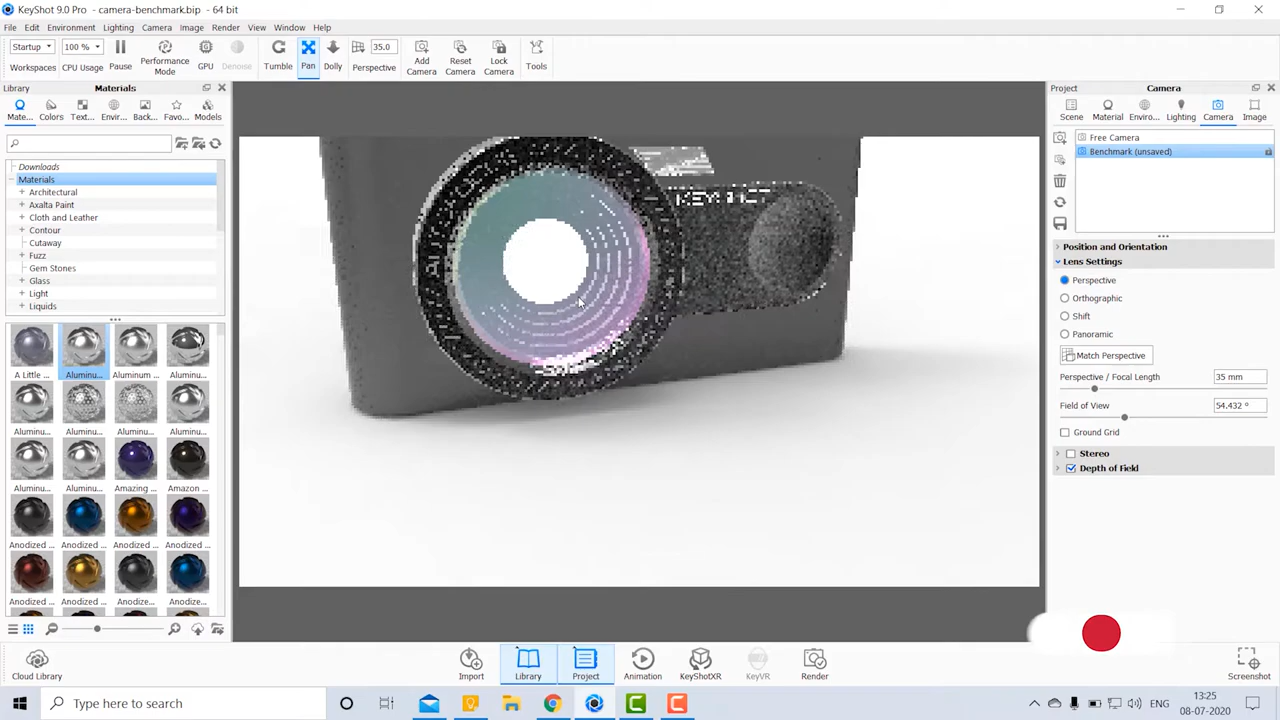 KeyShot 9.0 Pro - camera-benchmark.bip - 64 bit
File Edit Environment Lighting Camera Image Render View Window Help
Startup 100 % 35.0
Workspaces CPU Usage Pause Performance Mode GPU Denoise Tumble Pan Dolly Perspective Add Camera Reset Camera Lock Camera Tools
Library Materials
Mate... Colors Text... Envir... Back... Favo... Models
Downloads
Materials
Architectural
Axalta Paint
Cloth and Leather
Contour
Cutaway
Fuzz
Gem Stones
Glass
Light
Liquids
A Little ... Aluminu... Aluminum ... Aluminu...
Aluminu... Aluminu... Aluminu... Aluminu...
Aluminu... Aluminu... Amazing ... Amazon ...
Anodized ... Anodized ... Anodized ... Anodized ...
Anodized ... Anodized ... Anodize... Anodize...
Project Camera
Scene Material Enviro... Lighting Camera Image
Free Camera
Benchmark (unsaved)
Position and Orientation
Lens Settings
Perspective
Orthographic
Shift
Panoramic
Match Perspective
Perspective / Focal Length 35 mm
Field of View 54.432 °
Ground Grid
Stereo
Depth of Field
Cloud Library Import Library Project Animation KeyShotXR KeyVR Render Screenshot
Type here to search
ENG
13:25
08-07-2020